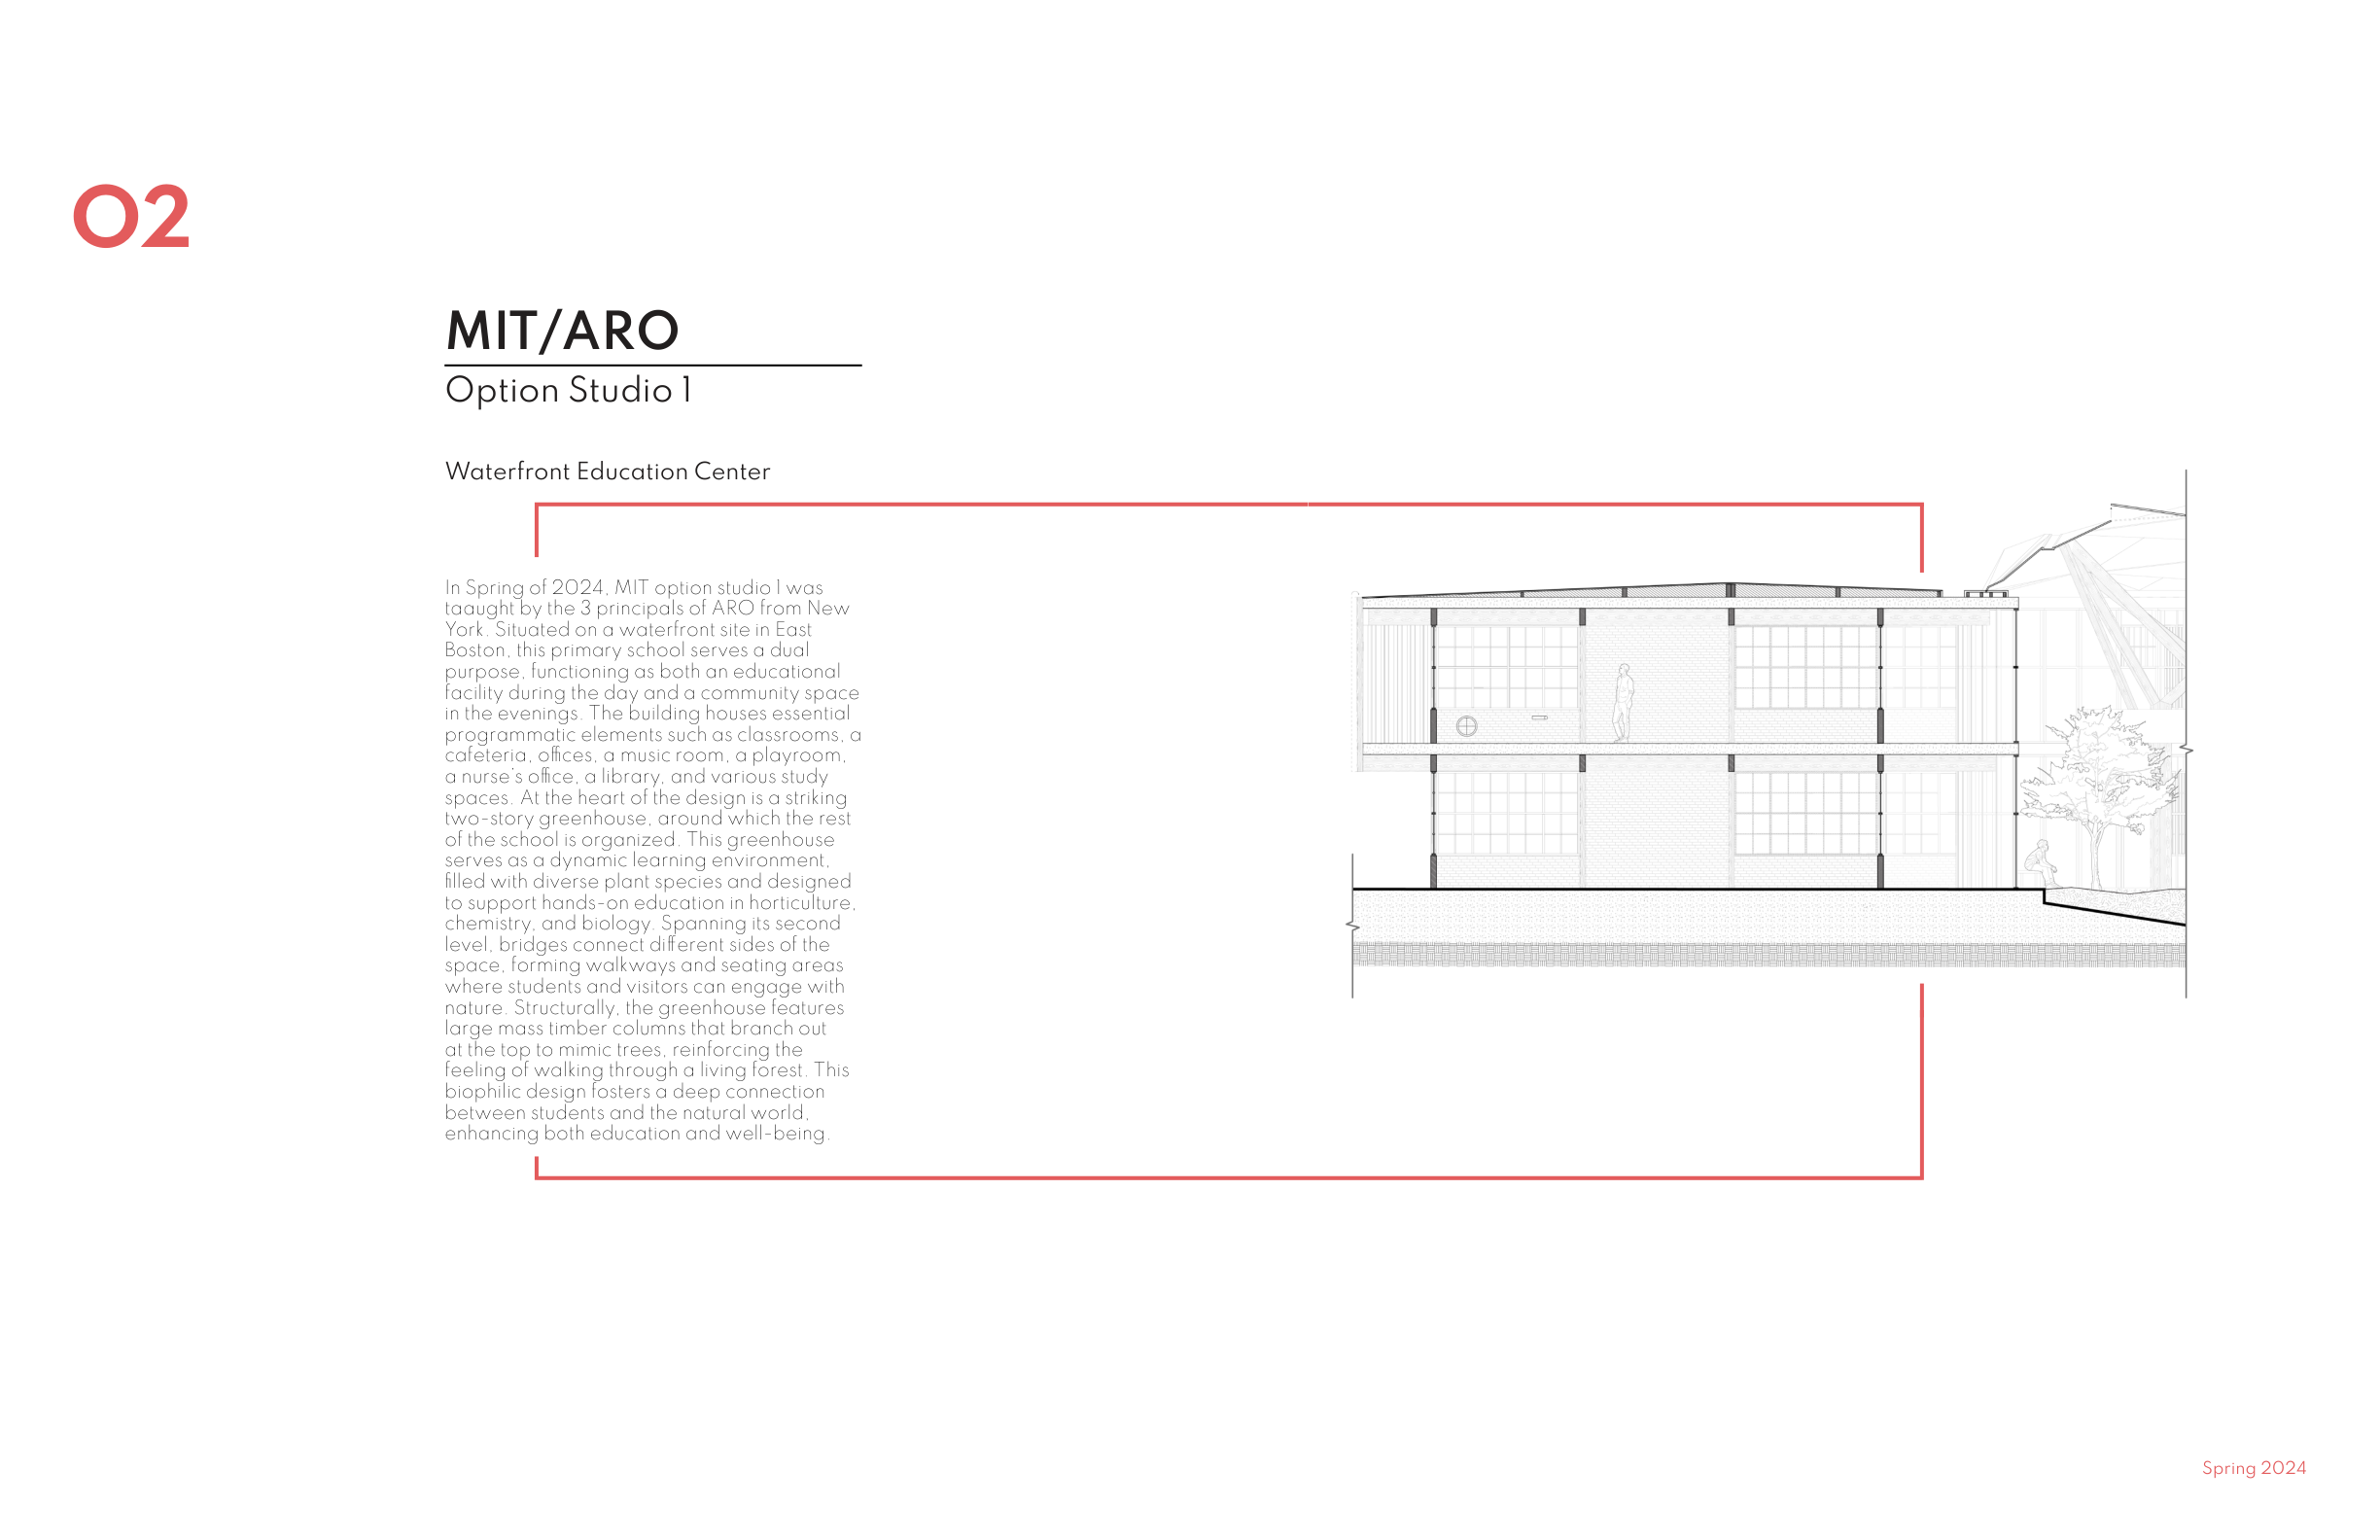 02
MIT/ARO
Option Studio 1
Waterfront Education Center
In Spring of 2024, MIT option studio 1 was
taaught by the 3 principals of ARO from New
York. Situated on a waterfront site in East
Boston, this primary school serves a dual
purpose, functioning as both an educational
facility during the day and a community space
in the evenings. The building houses essential
programmatic elements such as classrooms, a
cafeteria, offices, a music room, a playroom,
a nurse's office, a library, and various study
spaces. At the heart of the design is a striking
two-story greenhouse, around which the rest
of the school is organized. This greenhouse
serves as a dynamic learning environment,
filled with diverse plant species and designed
to support hands-on education in horticulture,
chemistry, and biology. Spanning its second
level, bridges connect different sides of the
space, forming walkways and seating areas
where students and visitors can engage with
nature. Structurally, the greenhouse features
large mass timber columns that branch out
at the top to mimic trees, reinforcing the
feeling of walking through a living forest. This
biophilic design fosters a deep connection
between students and the natural world,
enhancing both education and well-being.
Spring 2024